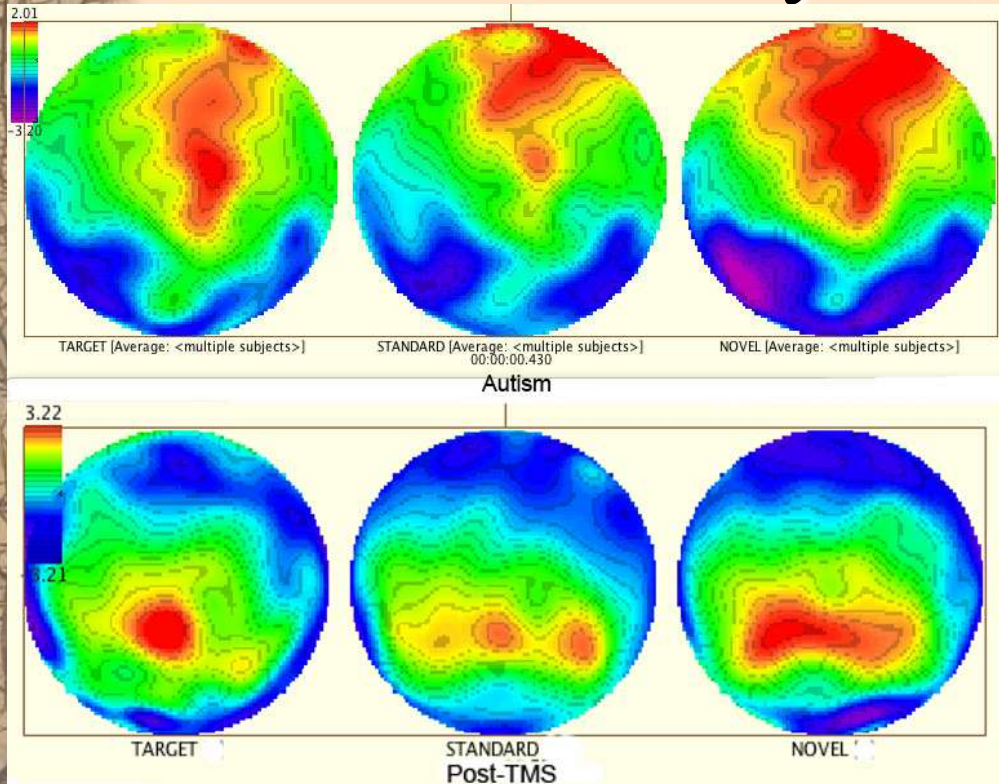 2.01
-3.20
TARGET [Average: <multiple subjects>]
STANDARD [Average: <multiple subjects>]
NOVEL [Average: <multiple subjects>]
00:00:00.430
Autism
3.22
3.21
TARGET
STANDARD
NOVEL
Post-TMS